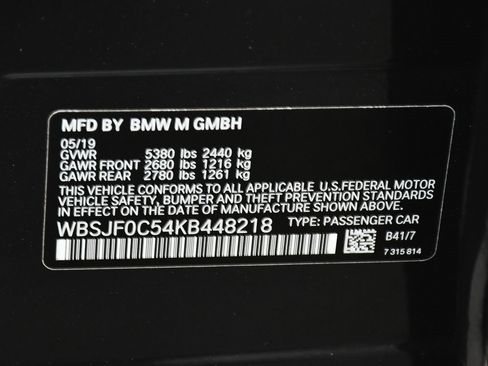 MFD BY BMW M GMBH
05/19
GVWR 5380 lbs 2440 kg
GAWR FRONT 2680 lbs 1216 kg
GAWR REAR 2780 lbs 1261 kg
THIS VEHICLE CONFORMS TO ALL APPLICABLE U.S.FEDERAL MOTOR
VEHICLE SAFETY, BUMPER AND THEFT PREVENTION STANDARDS
IN EFFECT ON THE DATE OF MANUFACTURE SHOWN ABOVE.
WBSJF0C54KB448218 TYPE: PASSENGER CAR
B41/7
7 315 814